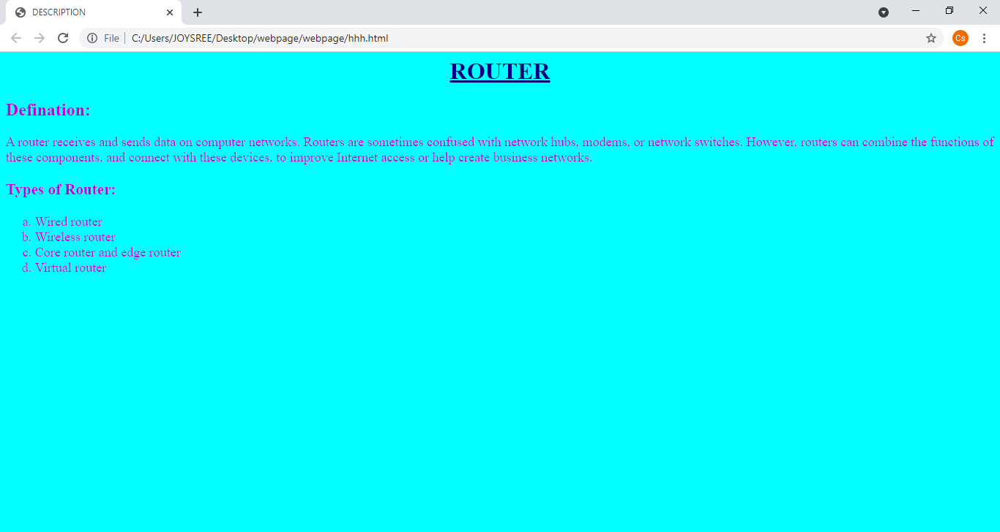 DESCRIPTION
File
C:/Users/JOYSREE/Desktop/webpage/webpage/hhh.html
Cs
ROUTER
Defination:
A router receives and sends data on computer networks. Routers are sometimes confused with network hubs, modems, or network switches. However, routers can combine the functions of
these components, and connect with these devices, to improve Internet access or help create business networks.
Types of Router:
a. Wired router
b. Wireless router
c. Core router and edge router
d. Virtual router